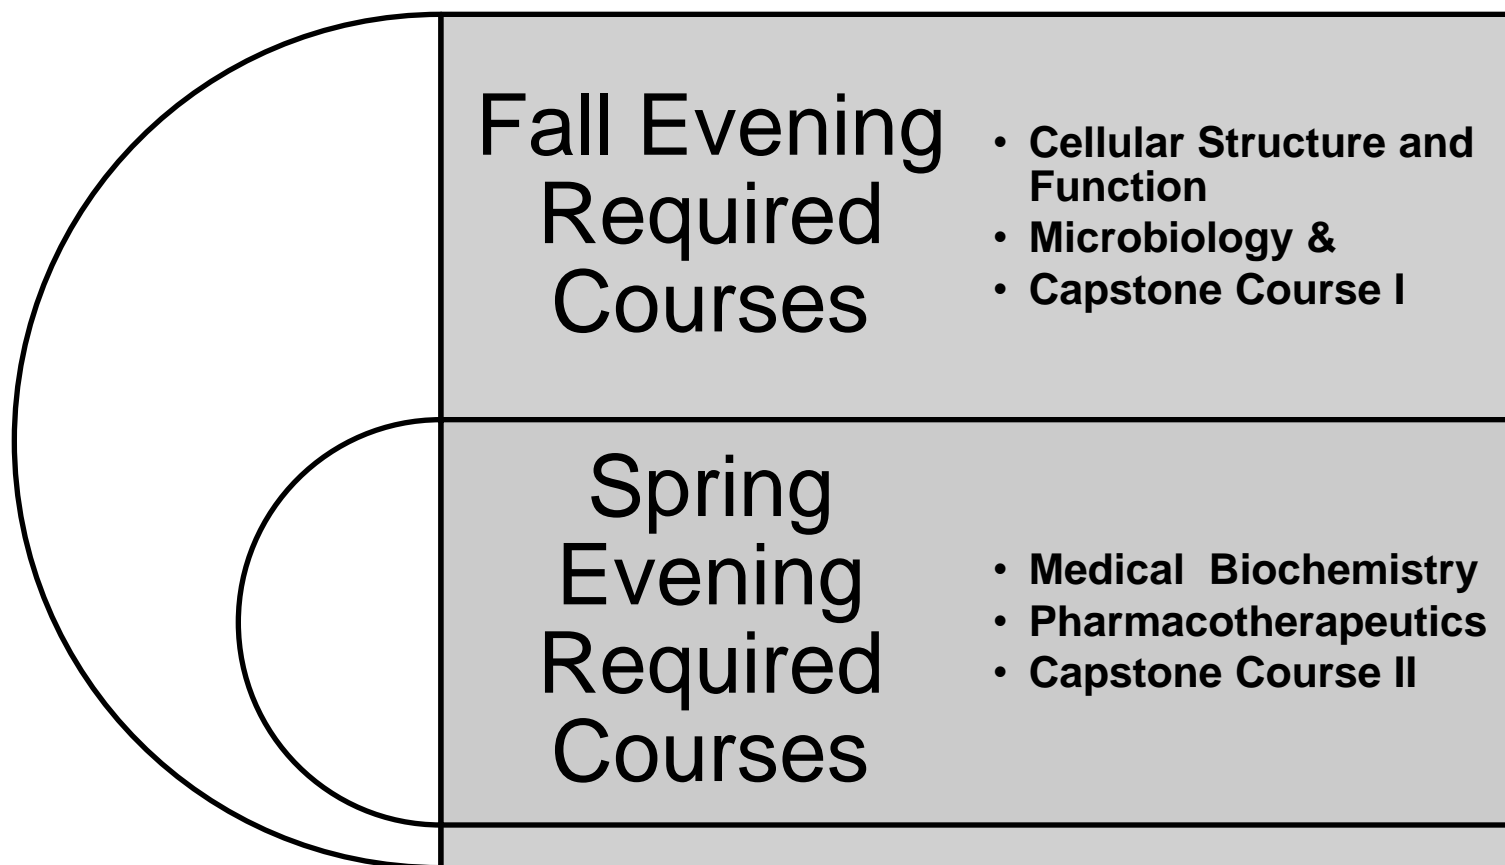 Fall Evening
Required
Courses
• Cellular Structure and
Function
• Microbiology &
• Capstone Course I
Spring
Evening
Required
Courses
• Medical  Biochemistry
• Pharmacotherapeutics
• Capstone Course II